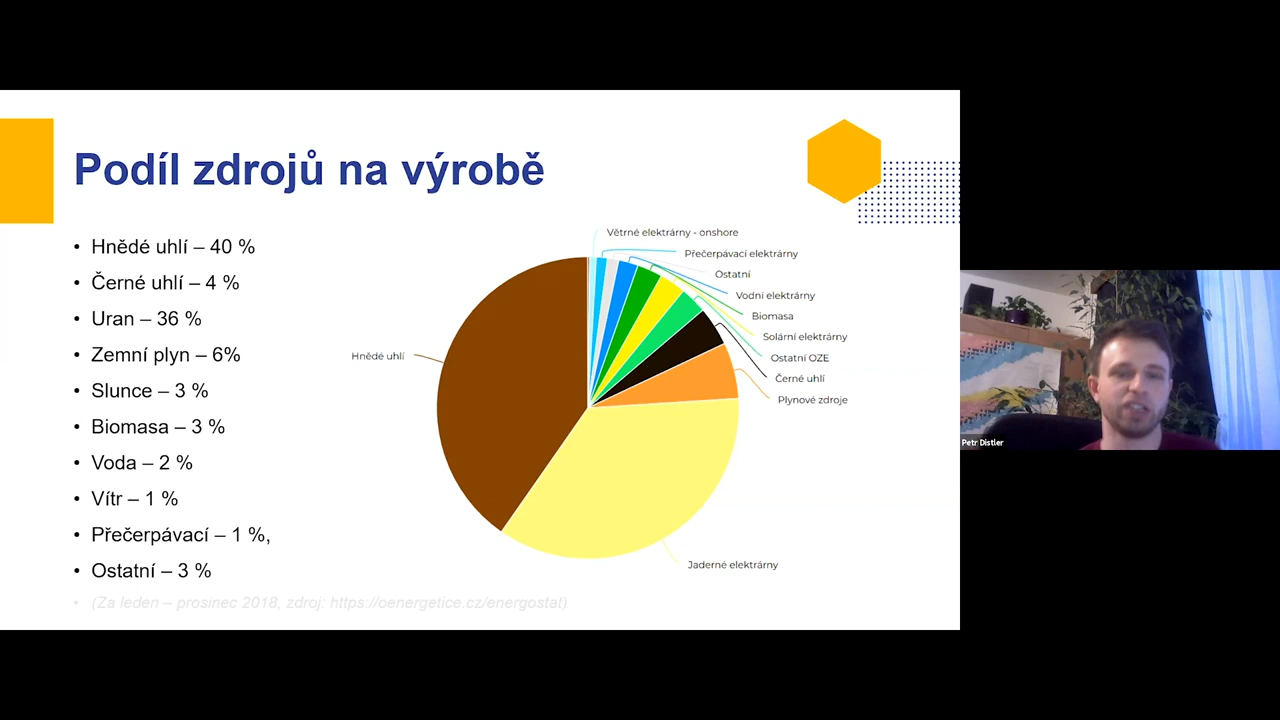 Podíl zdrojů na výrobě
• Hnědé uhlí – 40 %
• Černé uhlí – 4 %
• Uran – 36 %
• Zemní plyn – 6%
• Slunce – 3 %
• Biomasa – 3 %
• Voda – 2 %
• Vítr – 1 %
• Přečerpávací – 1 %,
• Ostatní – 3 %
• (Za leden – prosinec 2018, zdroj: https://oenergetice.cz/energostat)
Větrné elektrárny - onshore
Přečerpávací elektrárny
Ostatní
Vodní elektrárny
Biomasa
Solární elektrárny
Ostatní OZE
Černé uhlí
Plynové zdroje
Hnědé uhlí
Jaderné elektrárny
Petr Distler